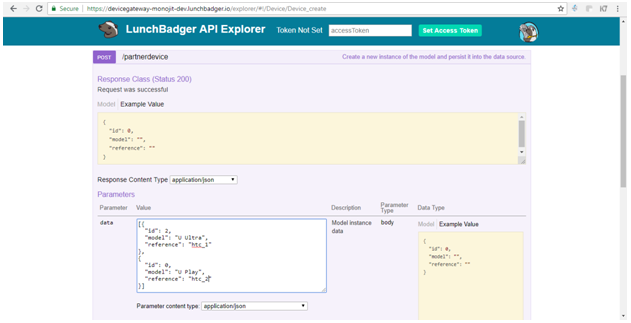 Secure https://devicegateway-monojit-dev.lunchbadger.io/explorer/#!/Device/Device_create
LunchBadger API Explorer Token Not Set accessToken Set Access Token
POST /partnerdevice Create a new instance of the model and persist it into the data source.
Response Class (Status 200)
Request was successful
Model Example Value
{
"id": 0,
"model": "",
"reference": ""
}
Response Content Type application/json
Parameters
Parameter Value Description Parameter Type Data Type
data
[{
"id": 2,
"model": "U Ultra",
"reference": "htc_1"
},
{
"id": 0,
"model": "U Play",
"reference": "htc_2"
}]
Model instance data
body
Model Example Value
{
"id": 0,
"model": "",
"reference": ""
}
Parameter content type: application/json